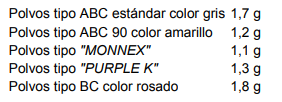 Polvos tipo ABC estándar color gris 1,7 g
Polvos tipo ABC 90 color amarillo 1,2 g
Polvos tipo "MONNEX" 1,1 g
Polvos tipo "PURPLE K" 1,3 g
Polvos tipo BC color rosado 1,8 g